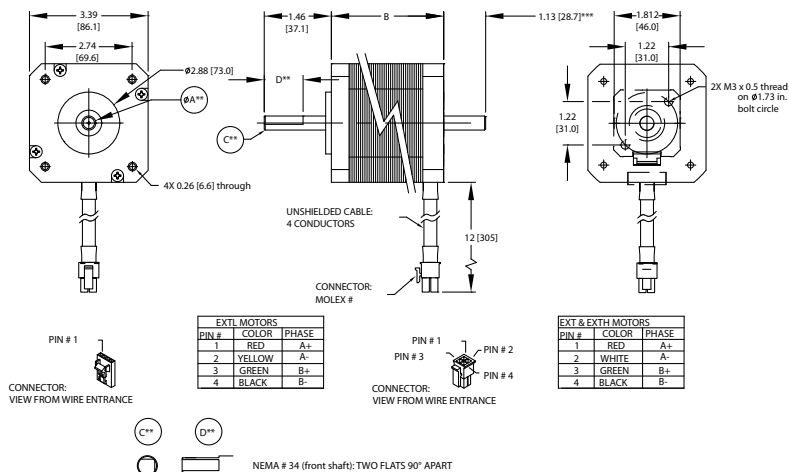 3.39
[86.1]
2.74
[69.6]
ø2.88 [73.0]
øA**
4X 0.26 [6.6] through
1.46
[37.1]
B
1.13 [28.7]***
D**
C**
UNSHIELDED CABLE:
4 CONDUCTORS
12 [305]
CONNECTOR:
MOLEX #
1.812
[46.0]
1.22
[31.0]
2X M3 x 0.5 thread
on ø1.73 in.
bolt circle
1.22
[31.0]
PIN # 1
CONNECTOR:
VIEW FROM WIRE ENTRANCE
EXTL MOTORS
PIN # COLOR PHASE
1 RED A+
2 YELLOW A-
3 GREEN B+
4 BLACK B-
PIN # 1
PIN # 2
PIN # 3
PIN # 4
CONNECTOR:
VIEW FROM WIRE ENTRANCE
EXT & EXTH MOTORS
PIN # COLOR PHASE
1 RED A+
2 WHITE A-
3 GREEN B+
4 BLACK B-
C** D**
NEMA # 34 (front shaft): TWO FLATS 90° APART